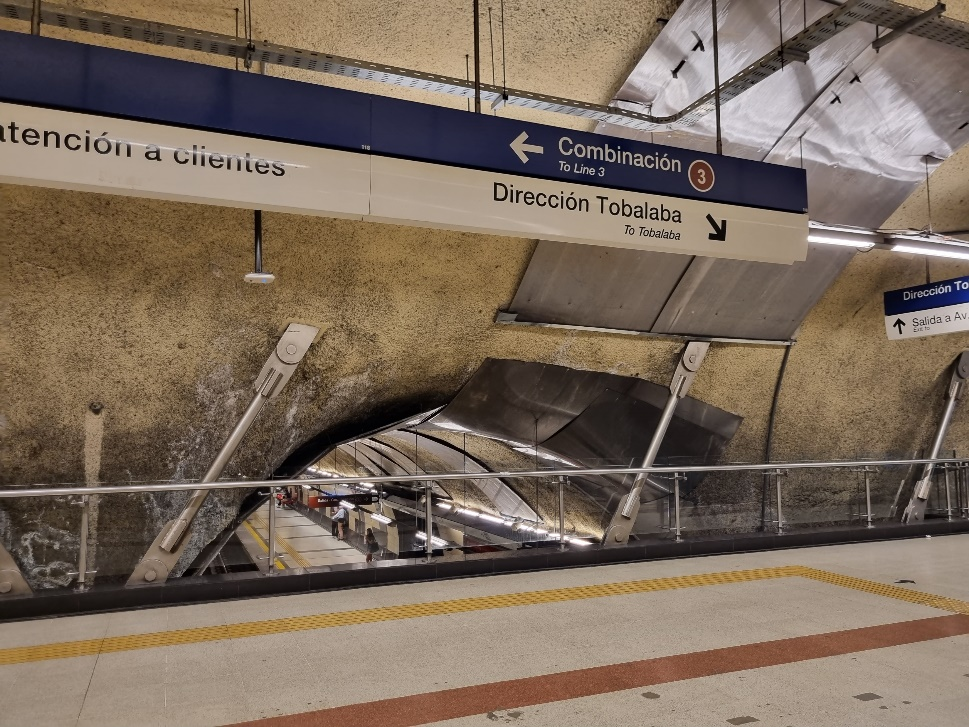 atención a clientes
← Combinación 3
To Line 3
Dirección Tobalaba ↘
To Tobalaba
Dirección To
↑ Salida a Av.